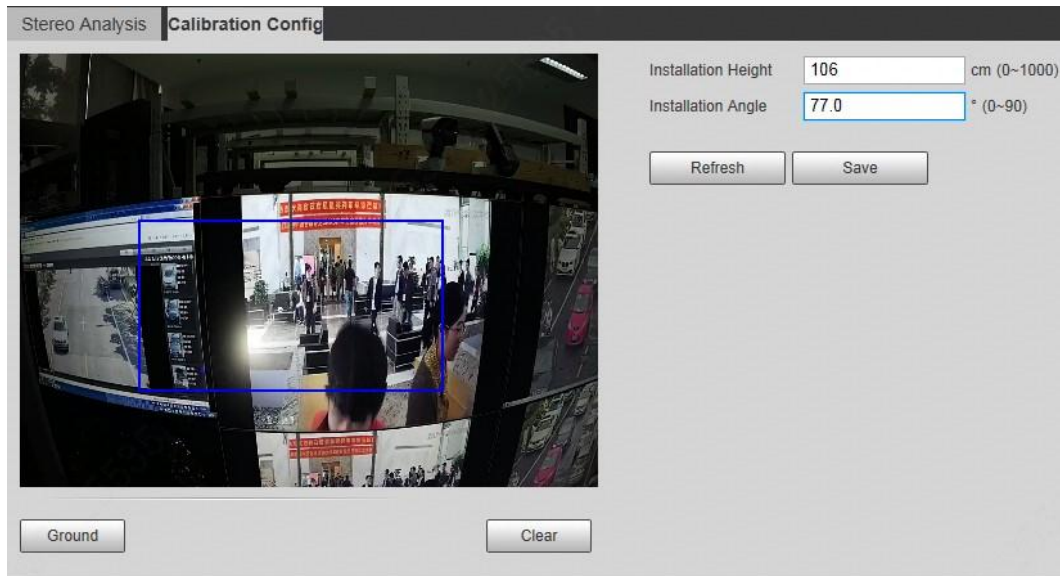 Stereo Analysis Calibration Config
Installation Height 106 cm (0~1000)
Installation Angle 77.0 ° (0~90)
Refresh Save
Ground Clear